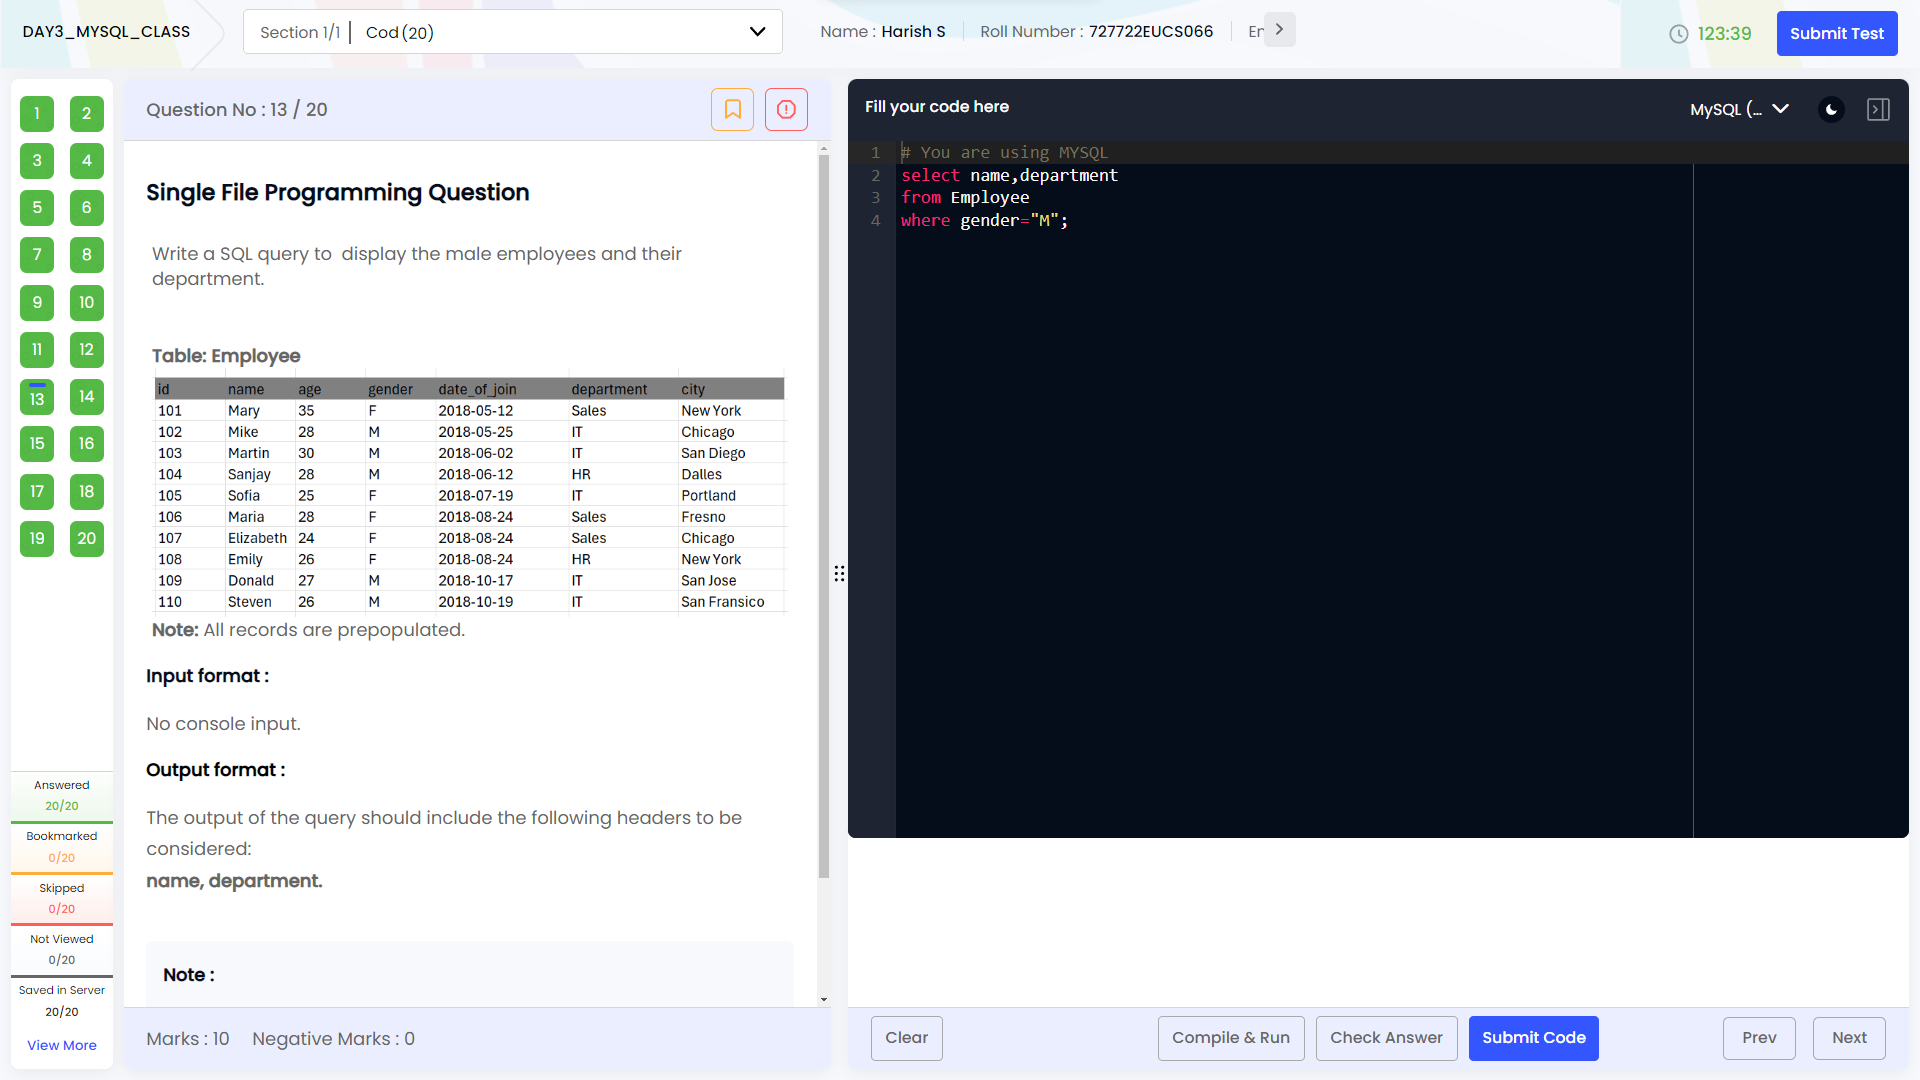 DAY3_MYSQL_CLASS
Section 1/1 | Cod (20)
Name : Harish S
Roll Number : 727722EUCS066
123:39
Submit Test
1 2
3 4
5 6
7 8
9 10
11 12
13 14
15 16
17 18
19 20
Answered
20/20
Bookmarked
0/20
Skipped
0/20
Not Viewed
0/20
Saved in Server
20/20
View More
Question No : 13 / 20
Single File Programming Question
Write a SQL query to display the male employees and their
department.
Table: Employee
id name age gender date_of_join department city
101 Mary 35 F 2018-05-12 Sales New York
102 Mike 28 M 2018-05-25 IT Chicago
103 Martin 30 M 2018-06-02 IT San Diego
104 Sanjay 28 M 2018-06-12 HR Dalles
105 Sofia 25 F 2018-07-19 IT Portland
106 Maria 28 F 2018-08-24 Sales Fresno
107 Elizabeth 24 F 2018-08-24 Sales Chicago
108 Emily 26 F 2018-08-24 HR New York
109 Donald 27 M 2018-10-17 IT San Jose
110 Steven 26 M 2018-10-19 IT San Fransico
Note: All records are prepopulated.
Input format :
No console input.
Output format :
The output of the query should include the following headers to be
considered:
name, department.
Note :
Marks : 10 Negative Marks : 0
Fill your code here
MySQL (...
1 # You are using MYSQL
2 select name,department
3 from Employee
4 where gender="M";
Clear
Compile & Run
Check Answer
Submit Code
Prev
Next